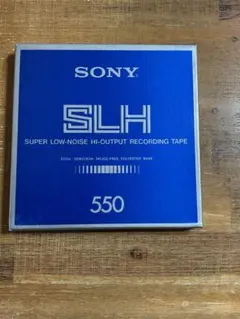 SONY
SLH
SUPER LOW-NOISE HI-OUTPUT RECORDING TAPE
550